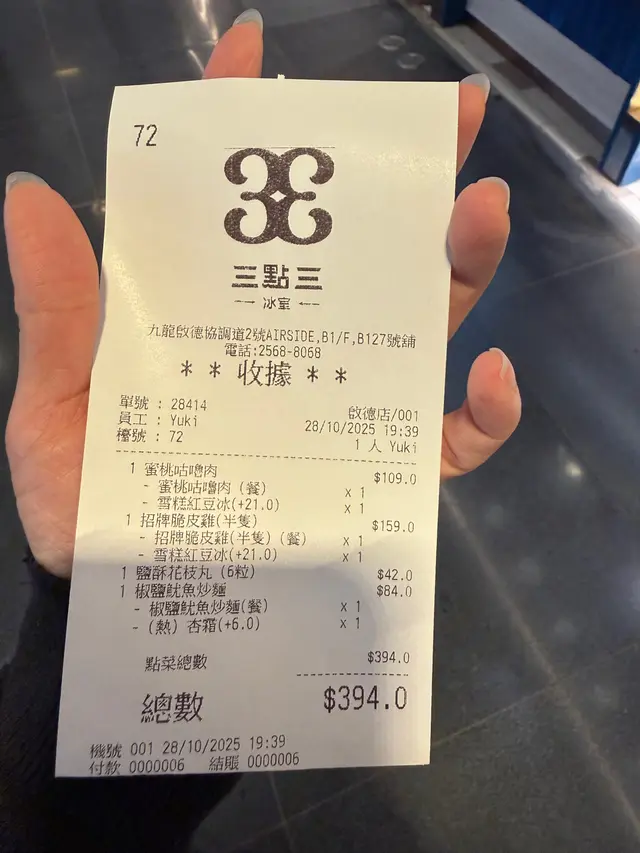 72
三點三
冰室
九龍啟德協調道2號AIRSIDE,B1/F,B127號舖
電話:2568-8068
* * 收據 * *
單號 : 28414
啟德店/001
員工 : Yuki
28/10/2025 19:39
檯號 : 72
1 人 Yuki
1 蜜桃咕嚕肉 $109.0
- 蜜桃咕嚕肉 (餐) x 1
- 雪糕紅豆冰(+21.0) x 1
1 招牌脆皮雞(半隻) $159.0
- 招牌脆皮雞(半隻) (餐) x 1
- 雪糕紅豆冰(+21.0) x 1
1 鹽酥花枝丸 (6粒) $42.0
1 椒鹽魷魚炒麵 $84.0
- 椒鹽魷魚炒麵(餐) x 1
- (熱) 杏霜(+6.0) x 1
點菜總數 $394.0
總數 $394.0
機號 001 28/10/2025 19:39
付款 0000006 結賬 0000006